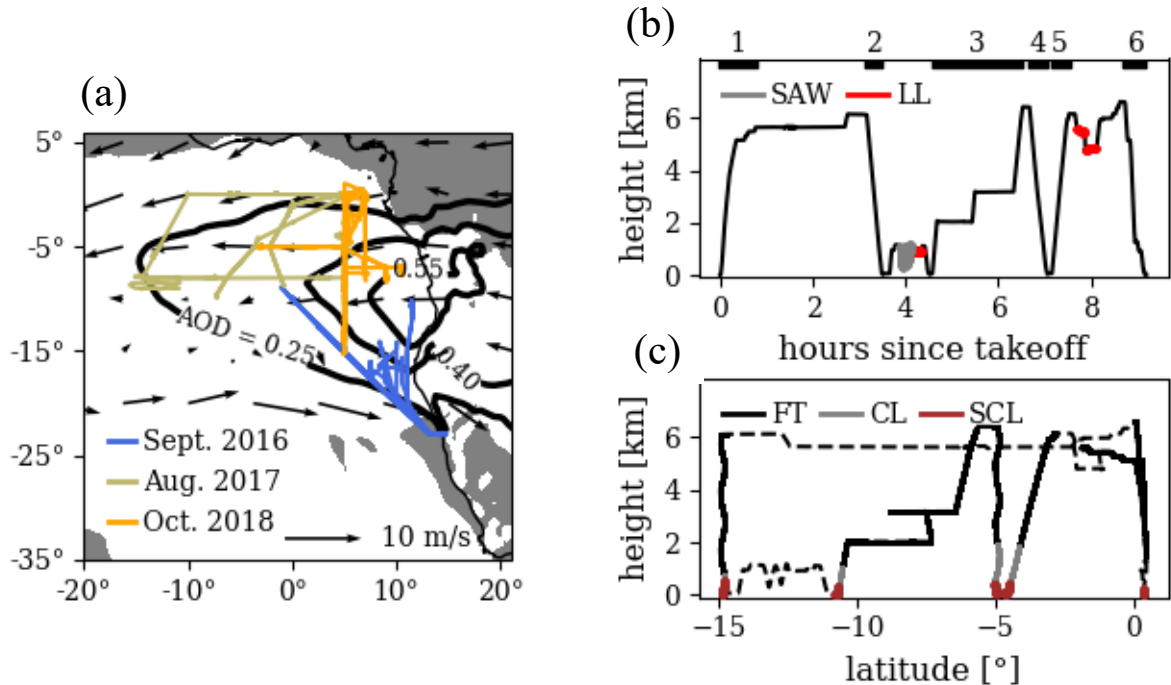 (a)
5°
-5°
-15°
-25°
-35°
-20°
0°
10°
20°
AOD = 0.25
0.55
0.40
Sept. 2016
Aug. 2017
Oct. 2018
10 m/s
(b)
1 2 3 4 5 6
SAW LL
height [km]
6
4
2
0
0 2 4 6 8
hours since takeoff
(c)
FT CL SCL
height [km]
6
4
2
0
−15 −10 −5 0
latitude [°]